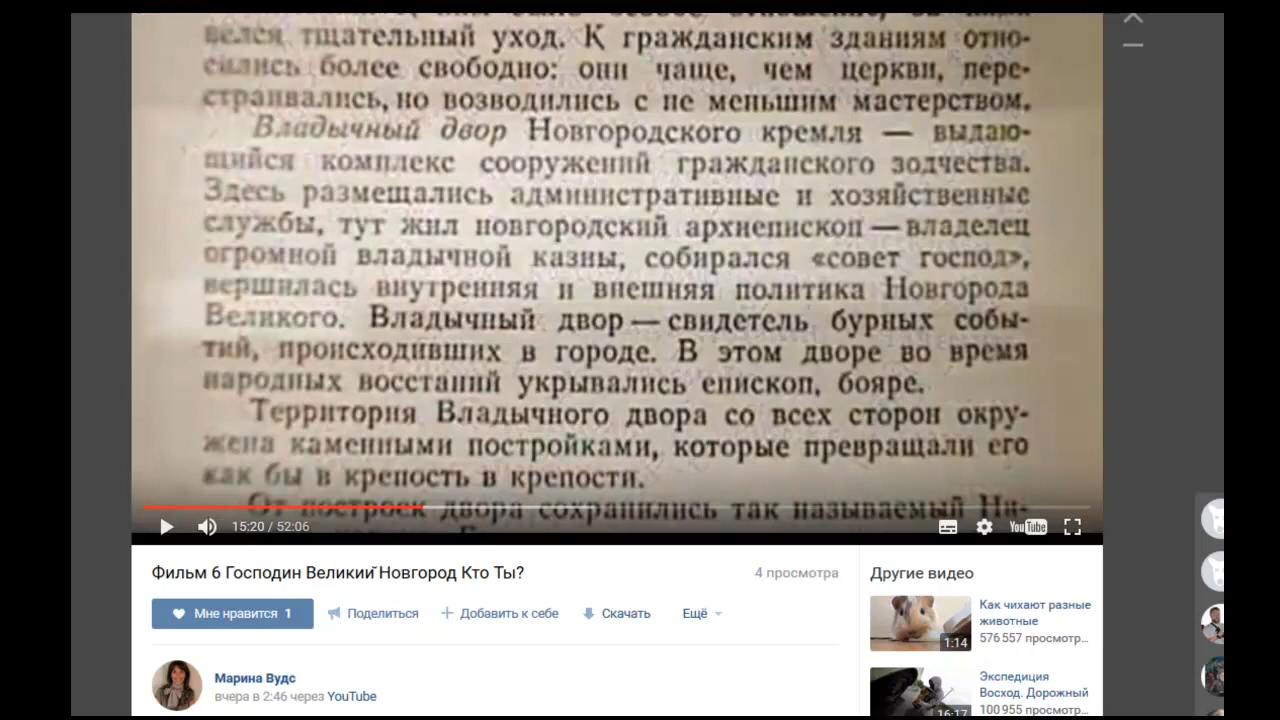 велся тщательный уход. К гражданским зданиям отно-
сились более свободно: они чаще, чем церкви, пере-
страивались, но возводились с не меньшим мастерством.
Владычный двор Новгородского кремля — выдаю-
щийся комплекс сооружений гражданского зодчества.
Здесь размещались административные и хозяйственные
службы, тут жил новгородский архиепископ — владелец
огромной владычной казны, собирался «совет господ»,
вершилась внутренняя и внешняя политика Новгорода
Великого. Владычный двор — свидетель бурных собы-
тий, происходивших в городе. В этом дворе во время
народных восстаний укрывались епископ, бояре.
Территория Владычного двора со всех сторон окру-
жена каменными постройками, которые превращали его
как бы в крепость в крепости.
От построек двора сохранились так называемый Ни-
15:20 / 52:06
YouTube
Фильм 6 Господин Великий Новгород Кто Ты?
4 просмотра
Мне нравится 1
Поделиться
Добавить к себе
Скачать
Ещё
Марина Вудс
вчера в 2:46 через YouTube
Другие видео
Как чихают разные
животные
576 557 просмотр...
1:14
Экспедиция
Восход. Дорожный
100 955 просмотр...
16:17